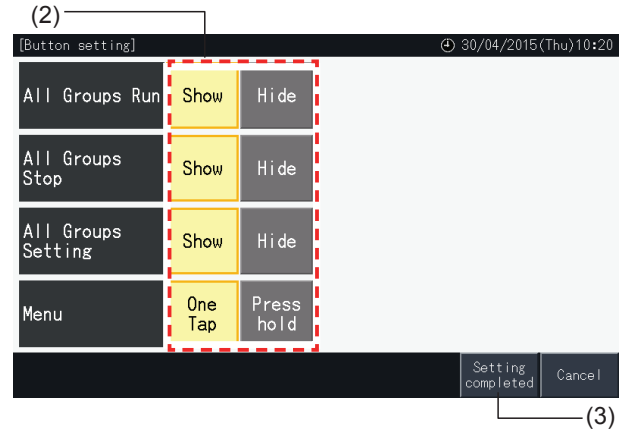 (2)
[Button setting] 30/04/2015(Thu)10:20
All Groups Run Show Hide
All Groups
Stop Show Hide
All Groups
Setting Show Hide
Menu One
Tap Press
hold
Setting
completed Cancel
(3)